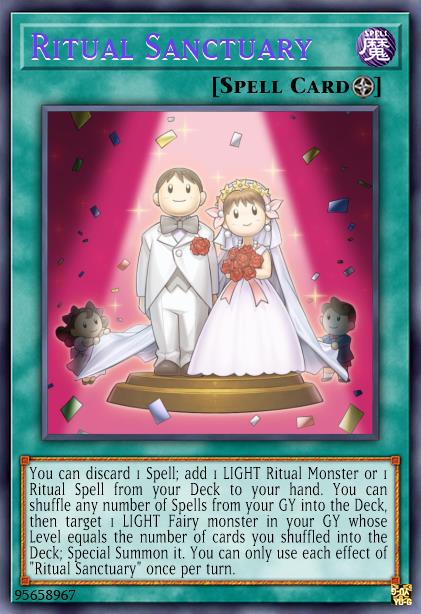 Ritual Sanctuary
SPELL
魔
[Spell Card]
You can discard 1 Spell; add 1 LIGHT Ritual Monster or 1
Ritual Spell from your Deck to your hand. You can
shuffle any number of Spells from your GY into the Deck,
then target 1 LIGHT Fairy monster in your GY whose
Level equals the number of cards you shuffled into the
Deck; Special Summon it. You can only use each effect of
"Ritual Sanctuary" once per turn.
95658967